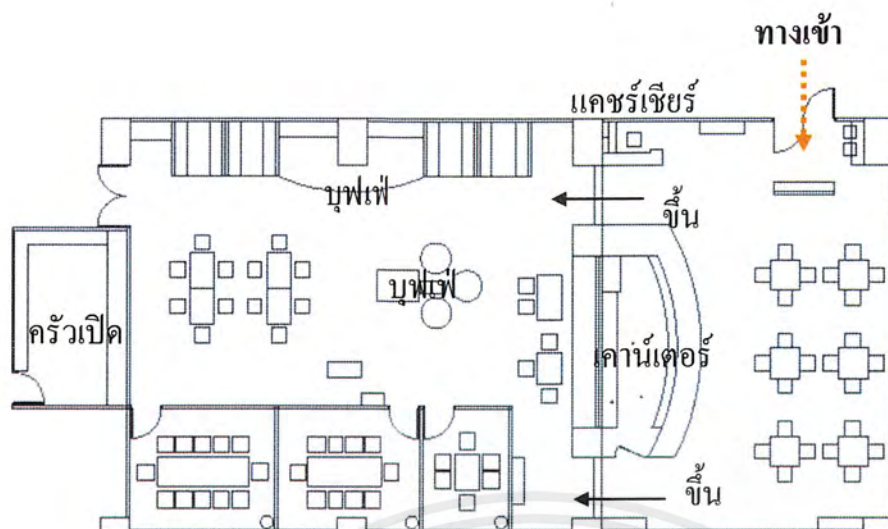 ทางเข้า
แคชร์เชียร์
บุฟเฟ่
ขึ้น
บุฟเฟ่
ครัวเปิด
เคาน์เตอร์
ขึ้น